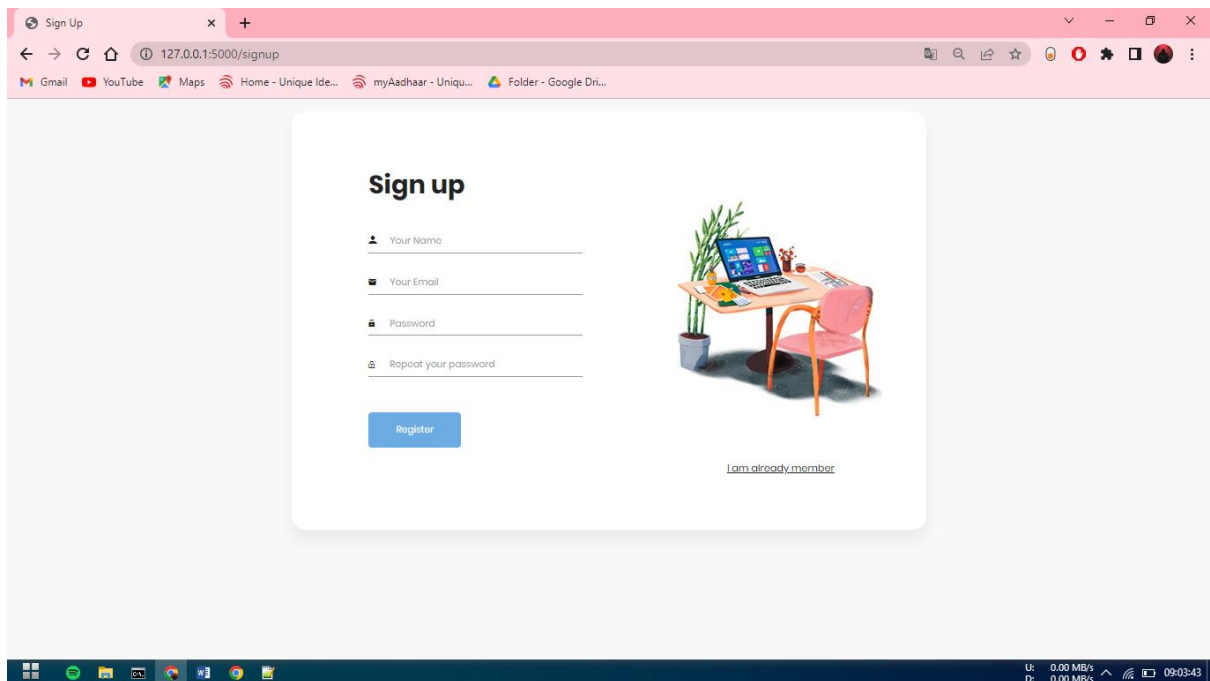 Sign Up
127.0.0.1:5000/signup
Gmail YouTube Maps Home - Unique Ide... myAadhaar - Uniqu... Folder - Google Dri...
Sign up
Your Name
Your Email
Password
Repeat your password
Register
I am already member
U: 0.00 MB/s
D: 0.00 MB/s
09:03:43